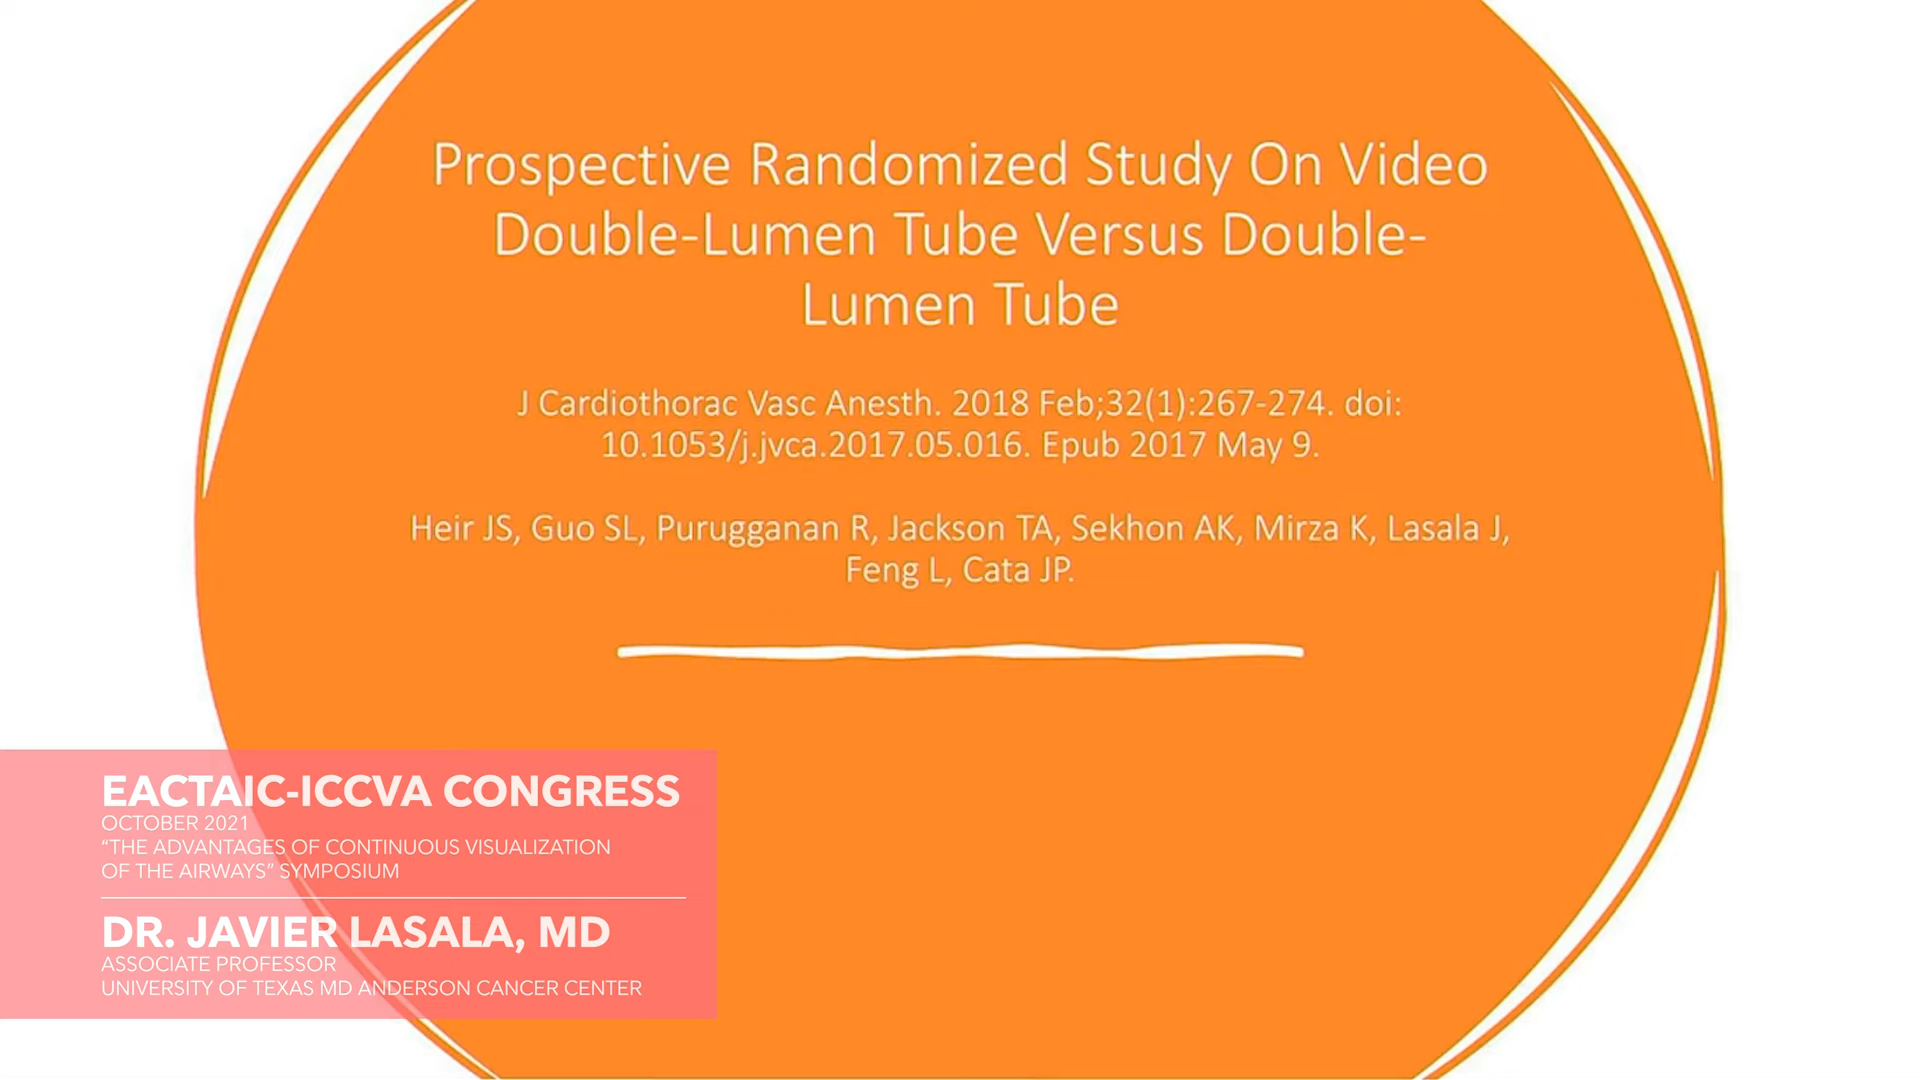 Prospective Randomized Study On Video
Double-Lumen Tube Versus Double-
Lumen Tube
J Cardiothorac Vasc Anesth. 2018 Feb;32(1):267-274. doi:
10.1053/j.jvca.2017.05.016. Epub 2017 May 9.
Heir JS, Guo SL, Purugganan R, Jackson TA, Sekhon AK, Mirza K, Lasala J,
Feng L, Cata JP.
EACTAIC-ICCVA CONGRESS
OCTOBER 2021
“THE ADVANTAGES OF CONTINUOUS VISUALIZATION
OF THE AIRWAYS” SYMPOSIUM
DR. JAVIER LASALA, MD
ASSOCIATE PROFESSOR
UNIVERSITY OF TEXAS MD ANDERSON CANCER CENTER